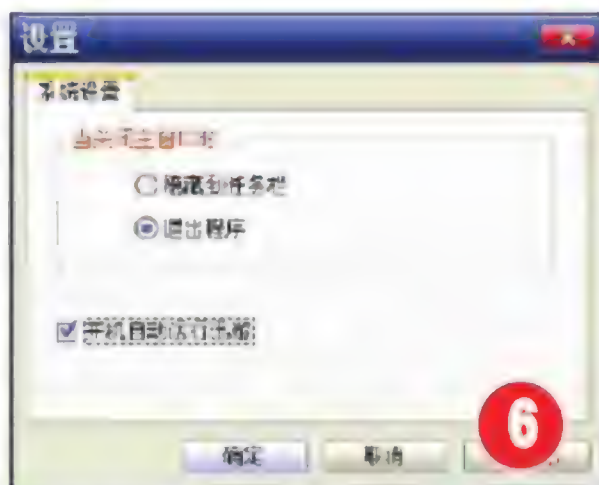 设置
系统设置
当关闭主窗口时
隐藏到任务栏
退出程序
开机自动运行
确定
取消
6